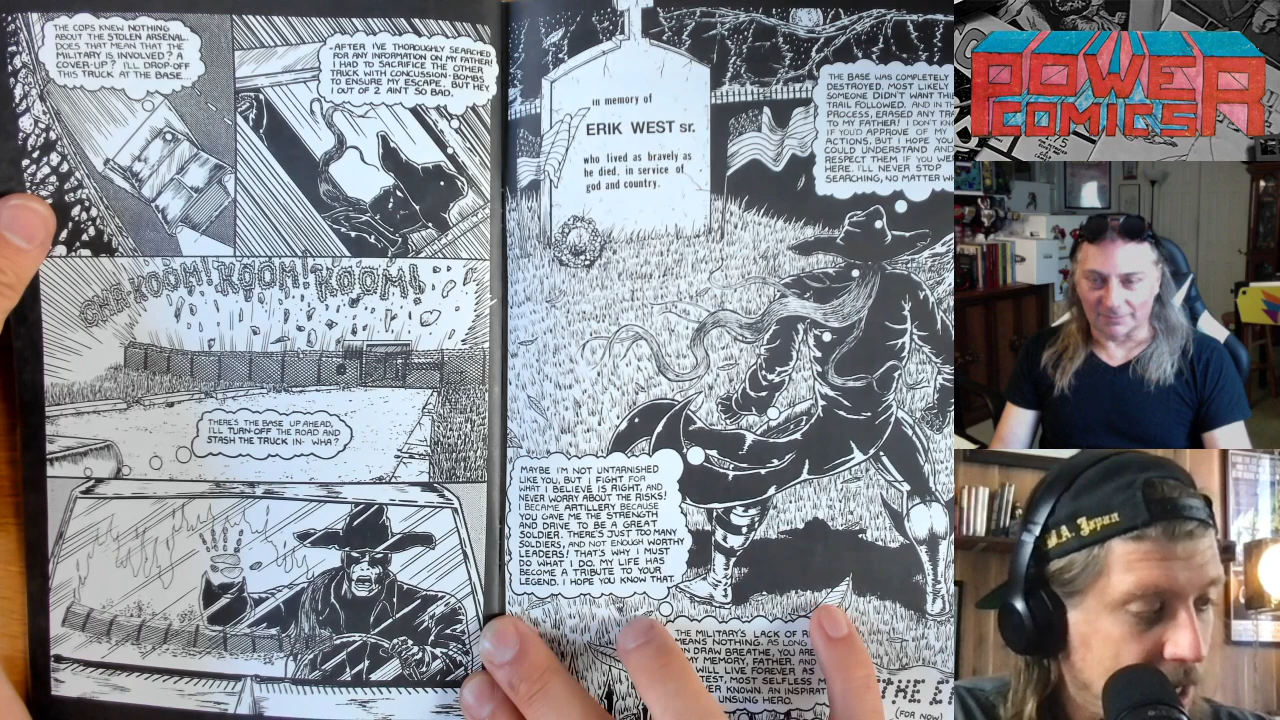 THE COPS KNEW NOTHING
ABOUT THE STOLEN ARSENAL.
DOES THAT MEAN THAT THE
MILITARY IS INVOLVED? A
COVER-UP? I'LL DROP-OFF
THIS TRUCK AT THE BASE...
-AFTER I'VE THOROUGHLY SEARCHED
FOR ANY INFORMATION ON MY FATHER!
I HAD TO SACRIFICE THE OTHER
TRUCK WITH CONCUSSION-BOMBS
TO ENSURE MY ESCAPE, BUT HEY,
1 OUT OF 2 AIN'T SO BAD.
CHA-KOOM! KOOM! KOOM!
THERE'S THE BASE UP AHEAD,
I'LL TURN-OFF THE ROAD AND
STASH THE TRUCK IN- WHA?
in memory of
ERIK WEST sr.
who lived as bravely as
he died, in service of
god and country.
THE BASE WAS COMPLETELY
DESTROYED. MOST LIKELY
SOMEONE DIDN'T WANT THIS
TRAIL FOLLOWED. AND IN TH
PROCESS, ERASED ANY TRA
TO MY FATHER! I DON'T KN
IF YOU'D APPROVE OF MY
ACTIONS, BUT I HOPE YOU
COULD UNDERSTAND AND
RESPECT THEM IF YOU WE
HERE. I'LL NEVER STOP
SEARCHING, NO MATTER WH
MAYBE I'M NOT UNTARNISHED
LIKE YOU, BUT I FIGHT FOR
WHAT I BELIEVE IS RIGHT, AND
NEVER WORRY ABOUT THE RISKS!
I BECAME ARTILLERY BECAUSE
YOU GAVE ME THE STRENGTH
AND DRIVE TO BE A GREAT
SOLDIER. THERE'S JUST TOO MANY
SOLDIERS, AND NOT ENOUGH WORTHY
LEADERS! THAT'S WHY I MUST
DO WHAT I DO. MY LIFE HAS
BECOME A TRIBUTE TO YOUR
LEGEND. I HOPE YOU KNOW THAT.
THE MILITARY'S LACK OF
MEANS NOTHING. AS LONG
DRAW BREATHE, YOU ARE
MY MEMORY, FATHER. AND
WILL LIVE FOREVER AS
MOST SELFLESS
KNOWN. AN INSPIRAT
UNSUNG HERO.
THE
(FOR NOW)
POWER
COMICS
M.A. Japan